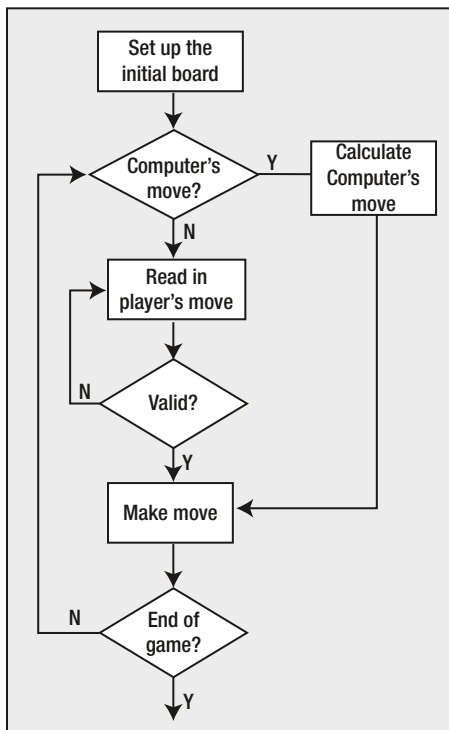 Set up the
initial board
Computer's
move?
Y
Calculate
Computer's
move
N
Read in
player's move
N
Valid?
Y
Make move
N
End of
game?
Y